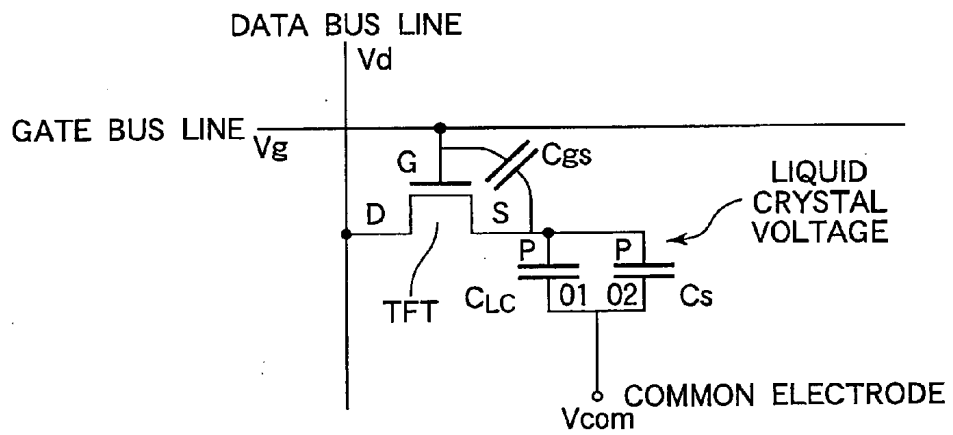 DATA BUS LINE
Vd
GATE BUS LINE
Vg
G
Cgs
LIQUID
CRYSTAL
VOLTAGE
D
S
P
P
TFT
CLC
01
02
Cs
COMMON ELECTRODE
Vcom